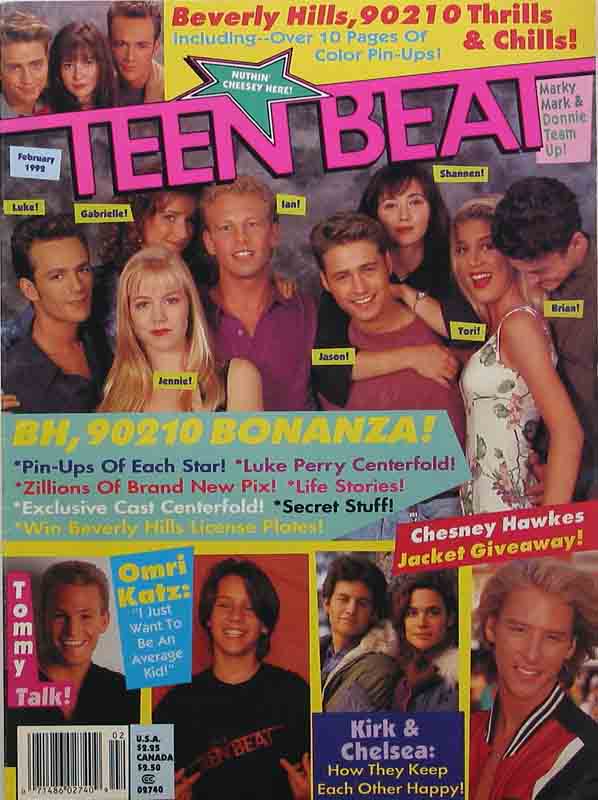 Beverly Hills, 90210 Thrills
Including--Over 10 Pages Of & Chills!
Color Pin-Ups!
NUTHIN'
CHEESEY HERE!
TEEN BEAT
Marky
Mark &
Donnie
Team
Up!
February
1992
Luke!
Gabrielle!
Ian!
Shannen!
Jennie!
Jason!
Tori!
Brian!
BH, 90210 BONANZA!
*Pin-Ups Of Each Star! *Luke Perry Centerfold!
*Zillions Of Brand New Pix! *Life Stories!
*Exclusive Cast Centerfold! *Secret Stuff!
*Win Beverly Hills License Plates!
Chesney Hawkes
Jacket Giveaway!
Tommy
Talk!
Omri
Katz:
"I Just
Want To
Be An
Average
Kid!"
TEEN BEAT
Kirk &
Chelsea:
How They Keep
Each Other Happy!
02
U.S.A.
$2.25
CANADA
$2.50
CC
02740
71486 02740